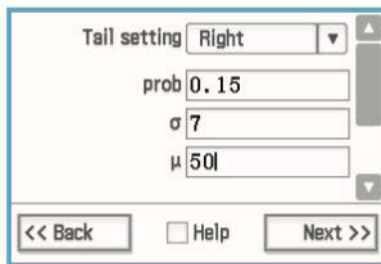 Tail setting Right
prob 0.15
σ 7
μ 50
<< Back Help Next >>